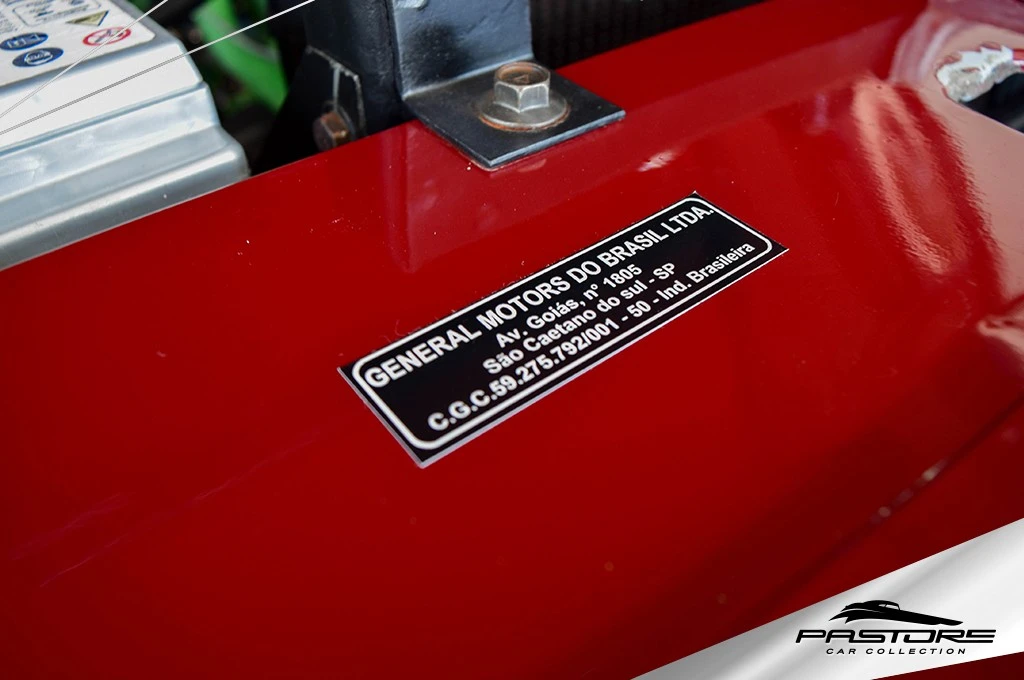 GENERAL MOTORS DO BRASIL LTDA.
Av. Goiás, n° 1805
São Caetano do sul - SP
C.G.C.59.275.792/001 - 50 - Ind. Brasileira
PASTORE
CAR COLLECTION